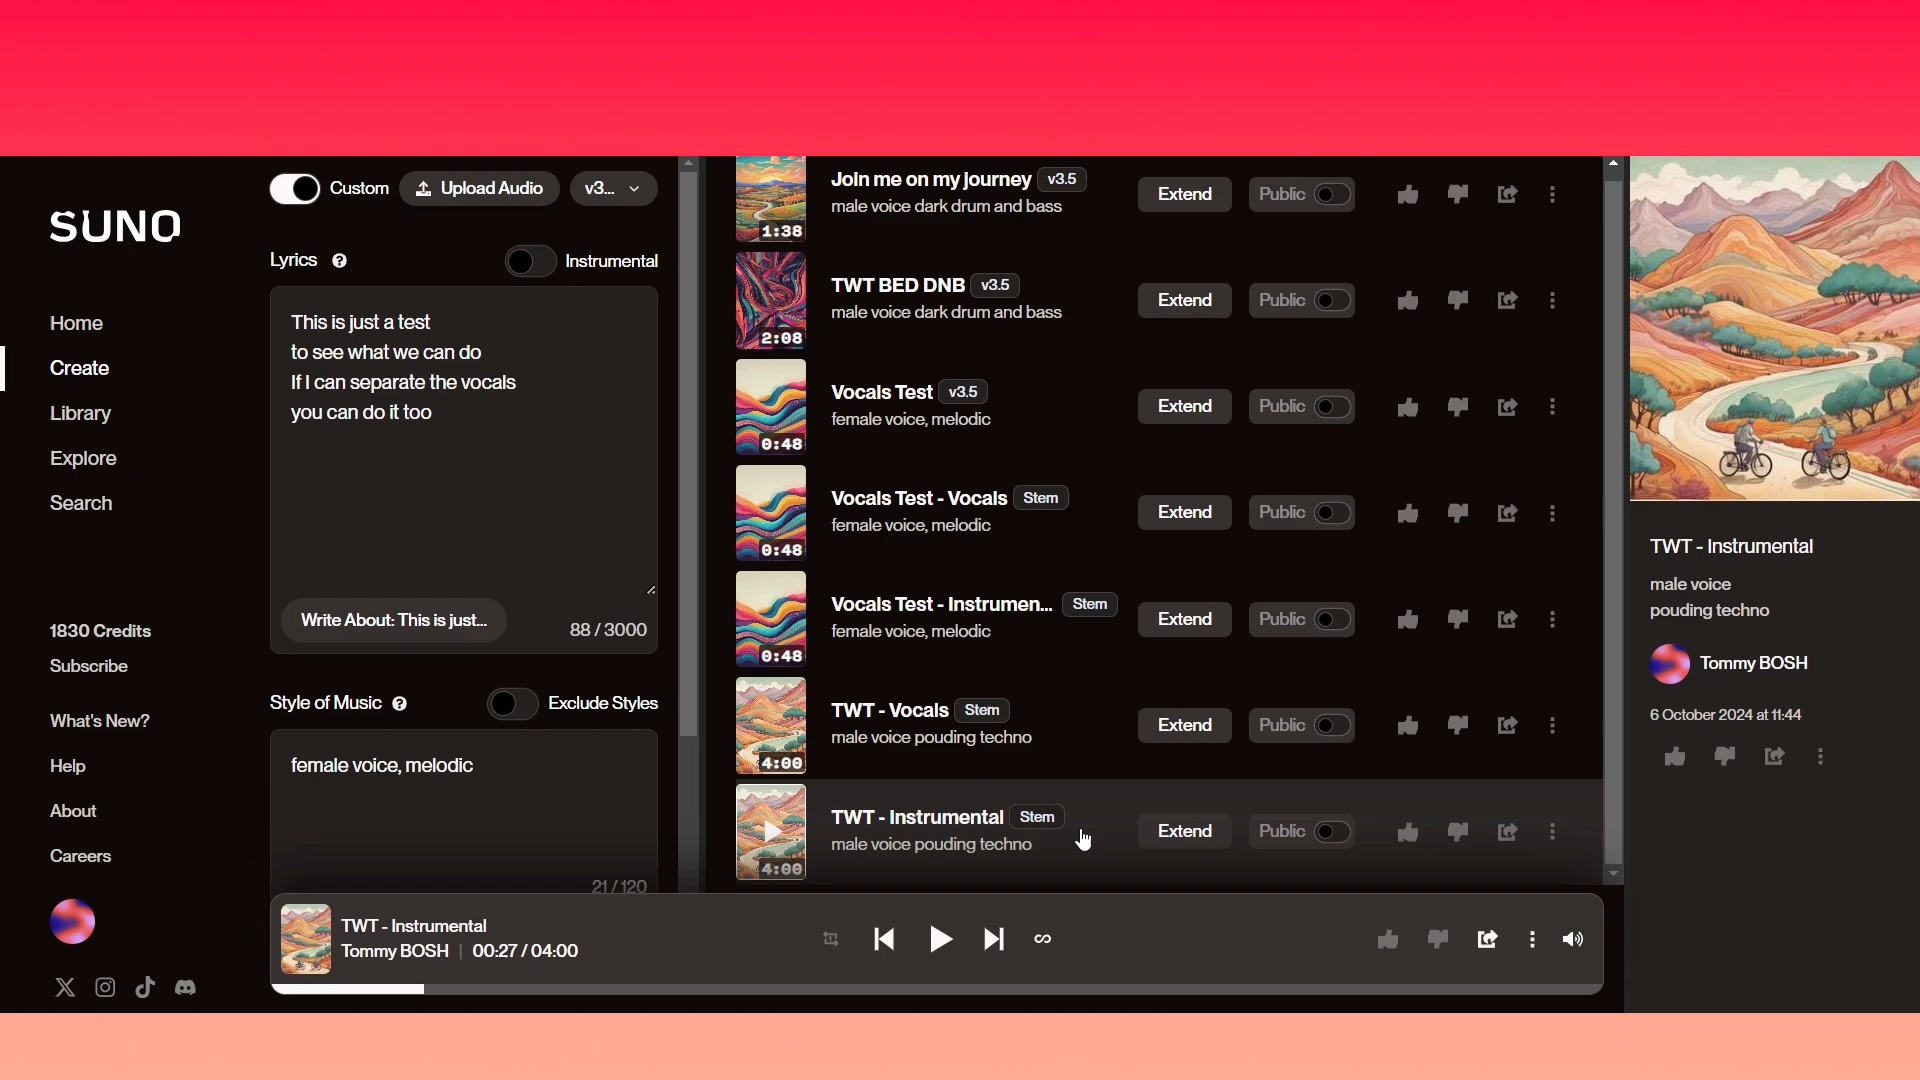 SUNO
Home
Create
Library
Explore
Search
1830 Credits
Subscribe
What's New?
Help
About
Careers
Custom
Upload Audio
v3...
Lyrics
Instrumental
This is just a test
to see what we can do
If I can separate the vocals
you can do it too
Write About: This is just...
88 / 3000
Style of Music
Exclude Styles
female voice, melodic
21 / 120
1:38
Join me on my journey v3.5
male voice dark drum and bass
Extend
Public
2:08
TWT BED DNB v3.5
male voice dark drum and bass
Extend
Public
0:48
Vocals Test v3.5
female voice, melodic
Extend
Public
0:48
Vocals Test - Vocals Stem
female voice, melodic
Extend
Public
0:48
Vocals Test - Instrumen... Stem
female voice, melodic
Extend
Public
4:00
TWT - Vocals Stem
male voice pouding techno
Extend
Public
4:00
TWT - Instrumental Stem
male voice pouding techno
Extend
Public
TWT - Instrumental
male voice
pouding techno
Tommy BOSH
6 October 2024 at 11:44
TWT - Instrumental
Tommy BOSH | 00:27 / 04:00